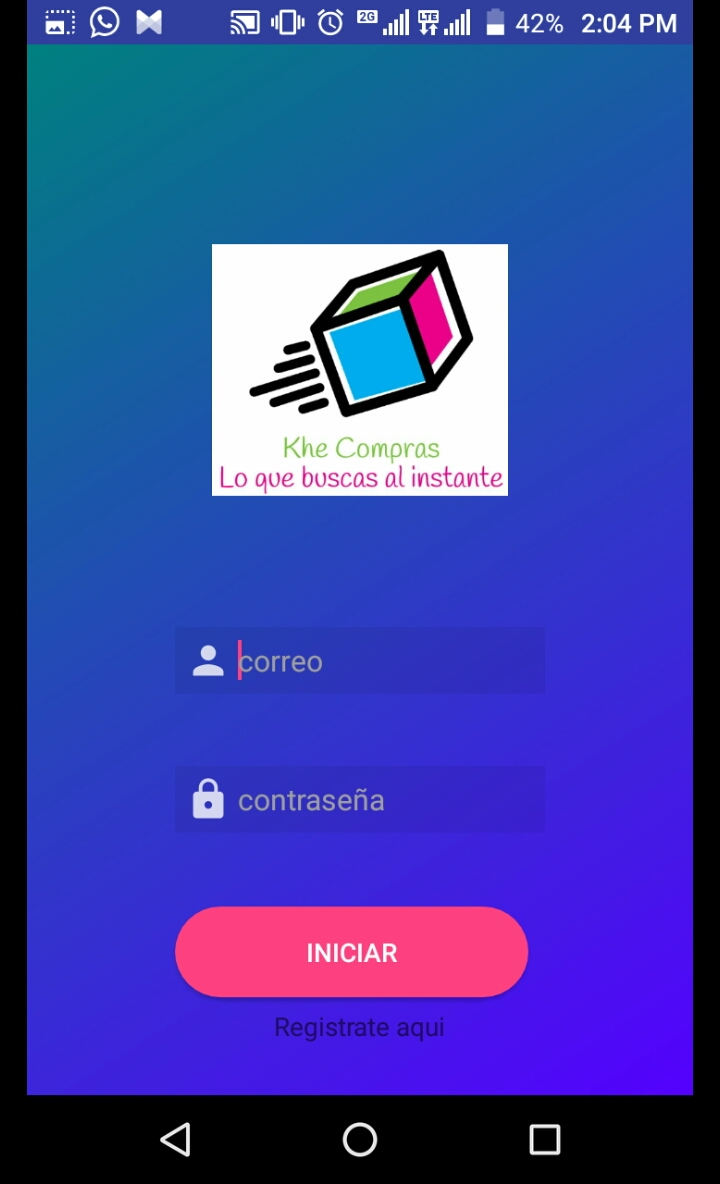 2G LTE 42% 2:04 PM
Khe Compras
Lo que buscas al instante
correo
contraseña
INICIAR
Registrate aqui